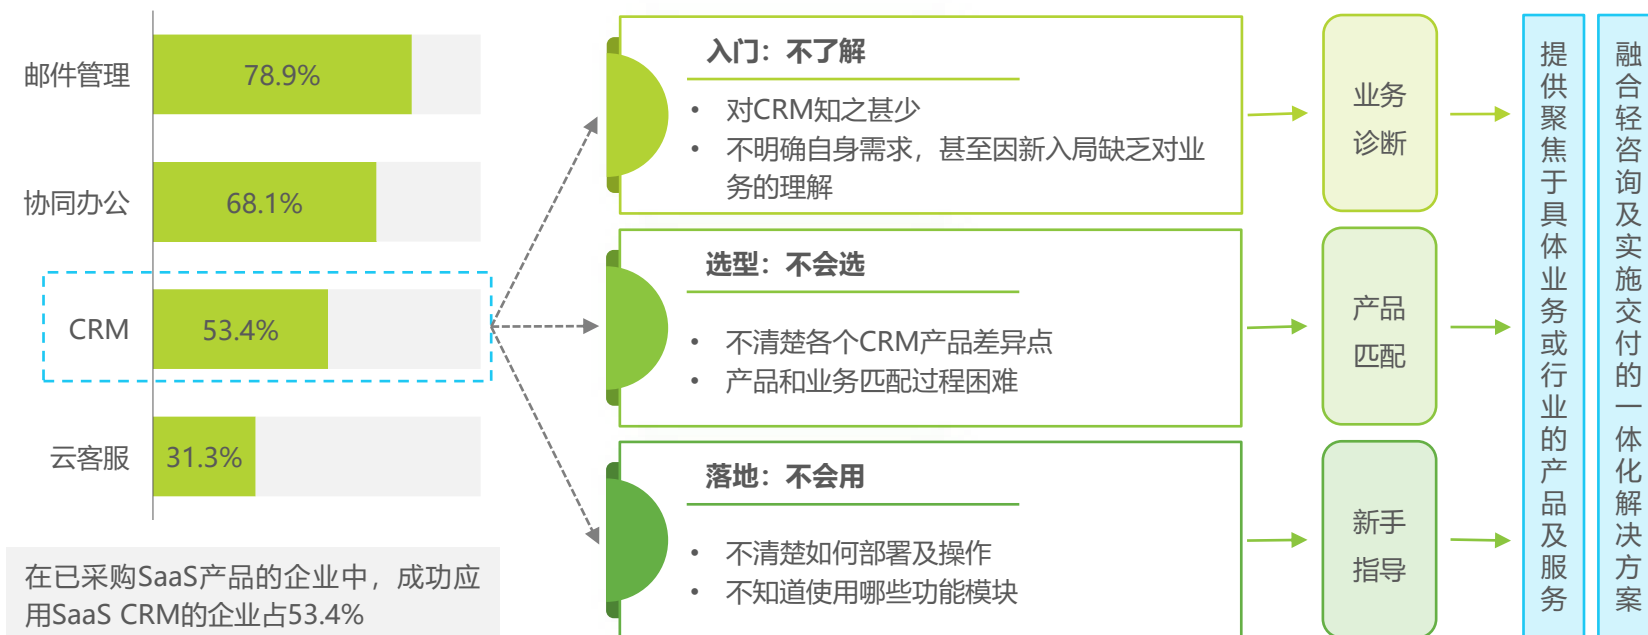 邮件管理
78.9%
协同办公
68.1%
CRM
53.4%
云客服
31.3%
在已采购SaaS产品的企业中，成功应
用SaaS CRM的企业占53.4%
入门：不了解
• 对CRM知之甚少
• 不明确自身需求，甚至因新入局缺乏对业
务的理解
业务
诊断
选型：不会选
• 不清楚各个CRM产品差异点
• 产品和业务匹配过程困难
产品
匹配
落地：不会用
• 不清楚如何部署及操作
• 不知道使用哪些功能模块
新手
指导
提供聚焦于具体业务或行业的产品及服务
融合轻咨询及实施交付的一体化解决方案